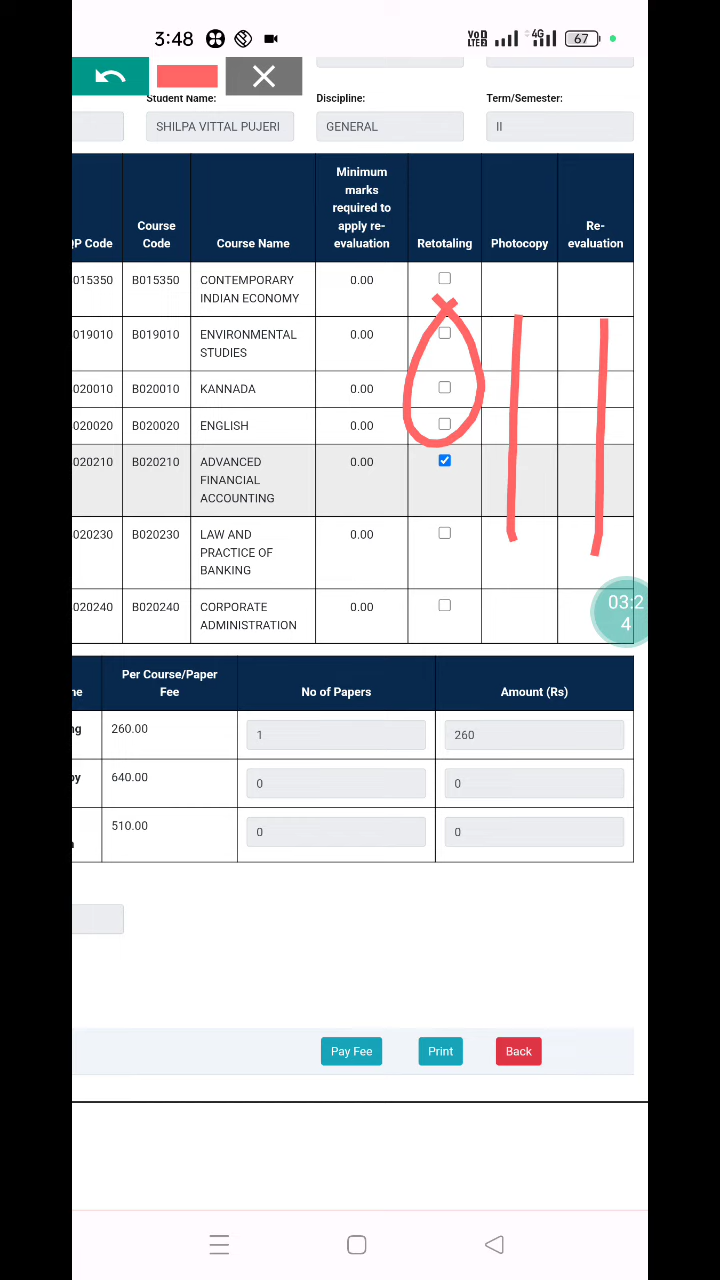 3:48 Vo) LTE 4G 67
Student Name: Discipline: Term/Semester:
SHILPA VITTAL PUJERI GENERAL II
QP Code Course Code Course Name Minimum marks required to apply re-evaluation Retotaling Photocopy Re-evaluation
015350 B015350 CONTEMPORARY INDIAN ECONOMY 0.00
019010 B019010 ENVIRONMENTAL STUDIES 0.00
020010 B020010 KANNADA 0.00
020020 B020020 ENGLISH 0.00
020210 B020210 ADVANCED FINANCIAL ACCOUNTING 0.00
020230 B020230 LAW AND PRACTICE OF BANKING 0.00
020240 B020240 CORPORATE ADMINISTRATION 0.00
03:24
Per Course/Paper Fee No of Papers Amount (Rs)
260.00 1 260
640.00 0 0
510.00 0 0
Pay Fee Print Back